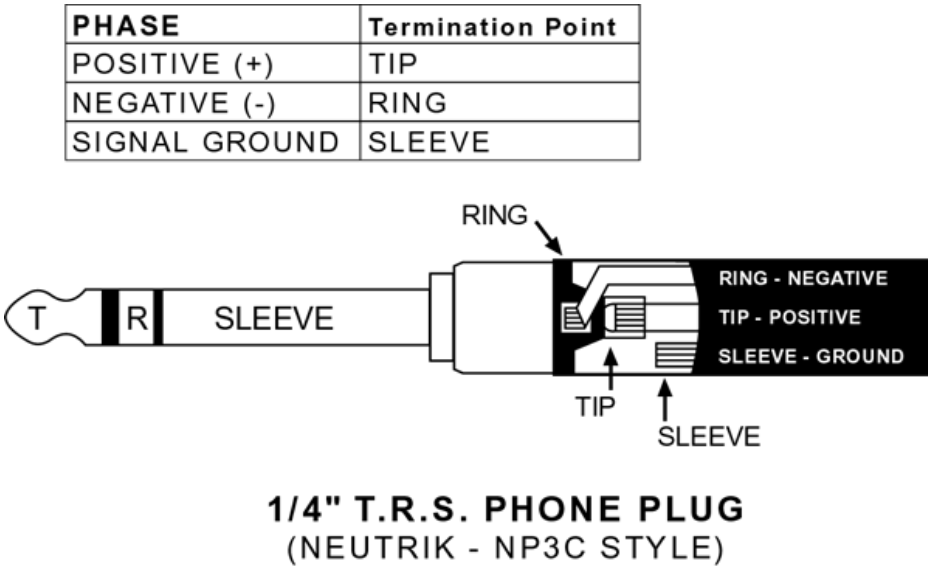 PHASE Termination Point
POSITIVE (+) TIP
NEGATIVE (-) RING
SIGNAL GROUND SLEEVE
RING
RING - NEGATIVE
T R SLEEVE TIP - POSITIVE
SLEEVE - GROUND
TIP
SLEEVE
1/4" T.R.S. PHONE PLUG
(NEUTRIK - NP3C STYLE)